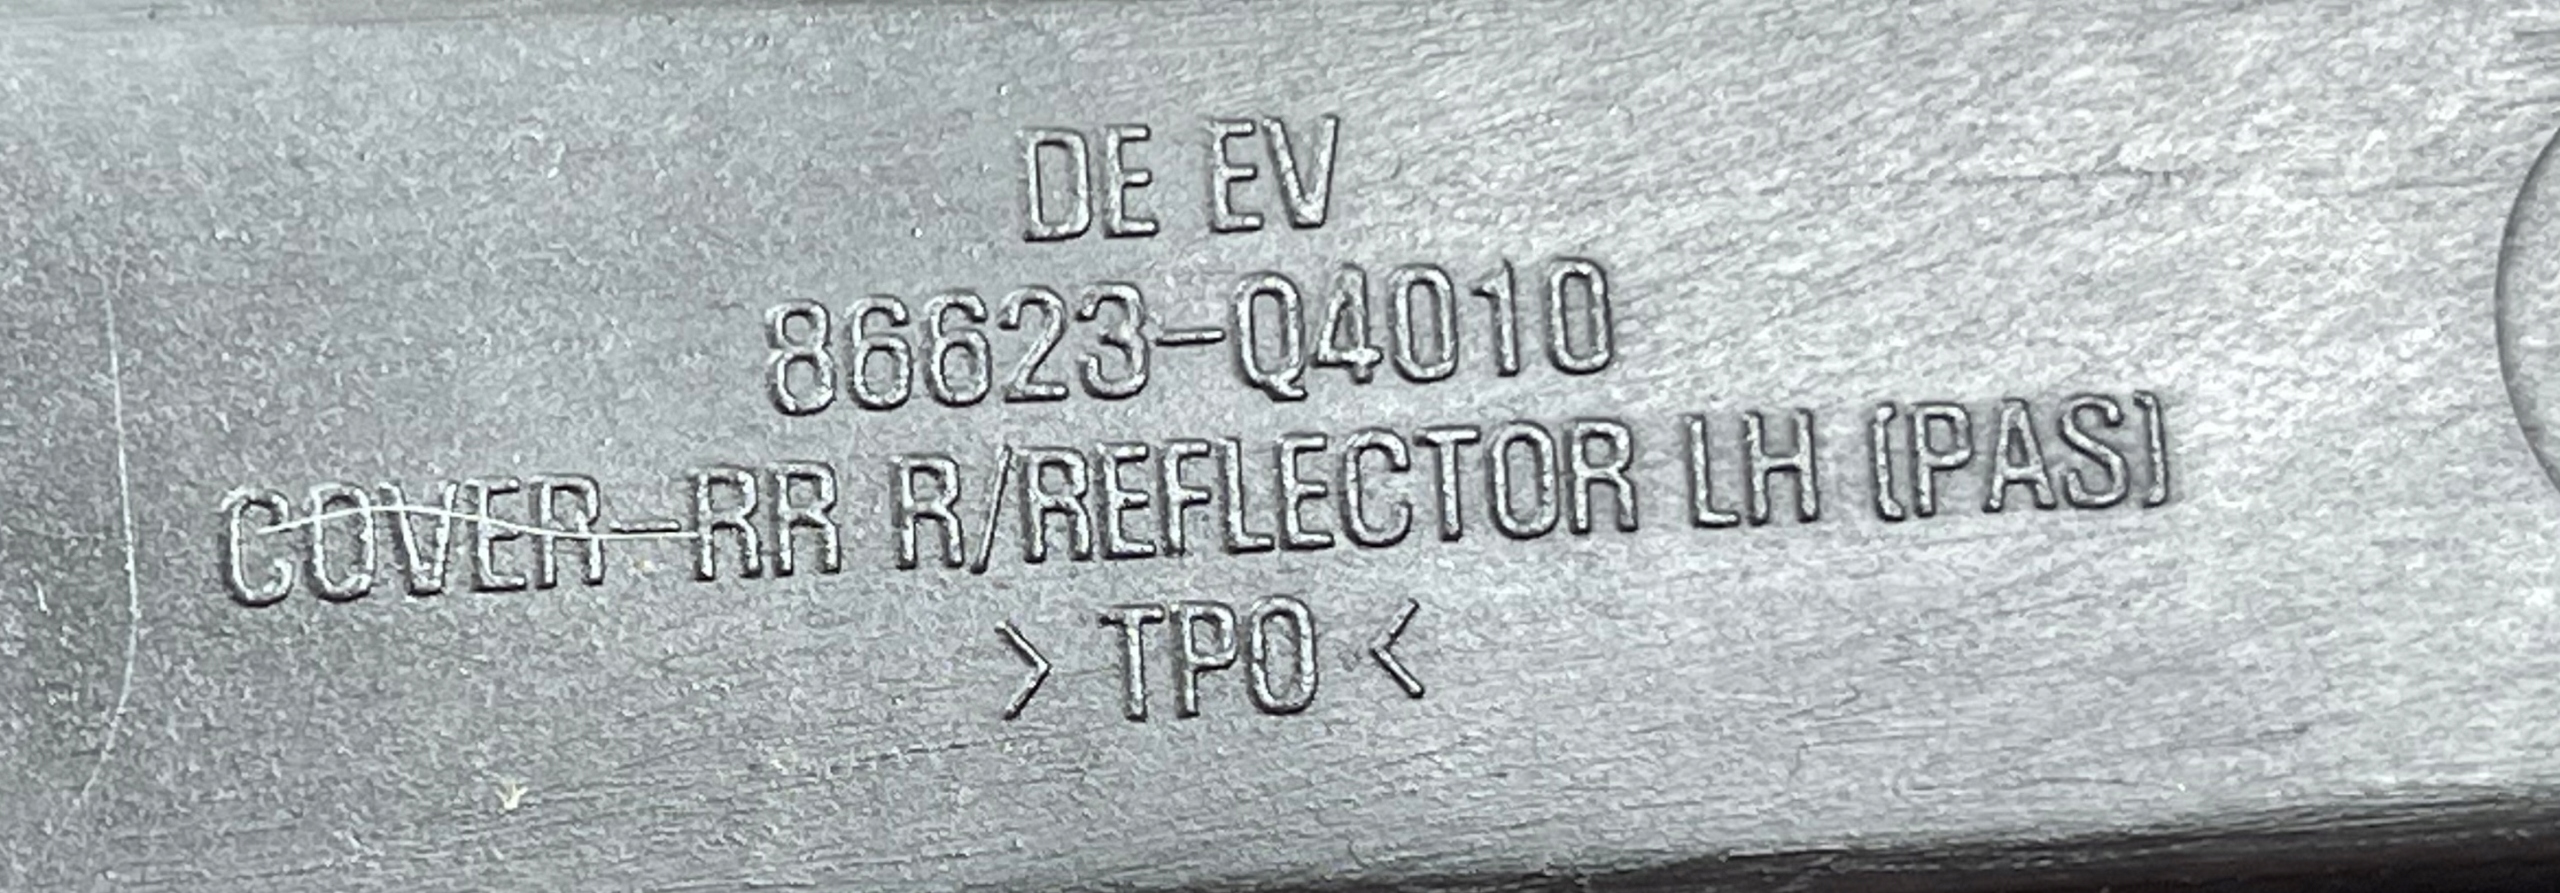 DE EV
86623-Q4010
COVER-RR R/REFLECTOR LH (PAS)
> TPO <